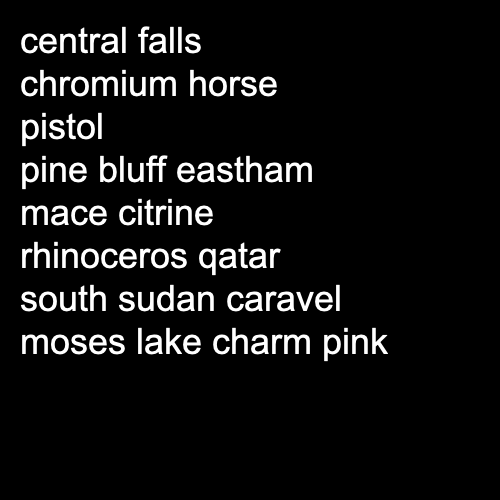 central falls
chromium horse
pistol
pine bluff eastham
mace citrine
rhinoceros qatar
south sudan caravel
moses lake charm pink